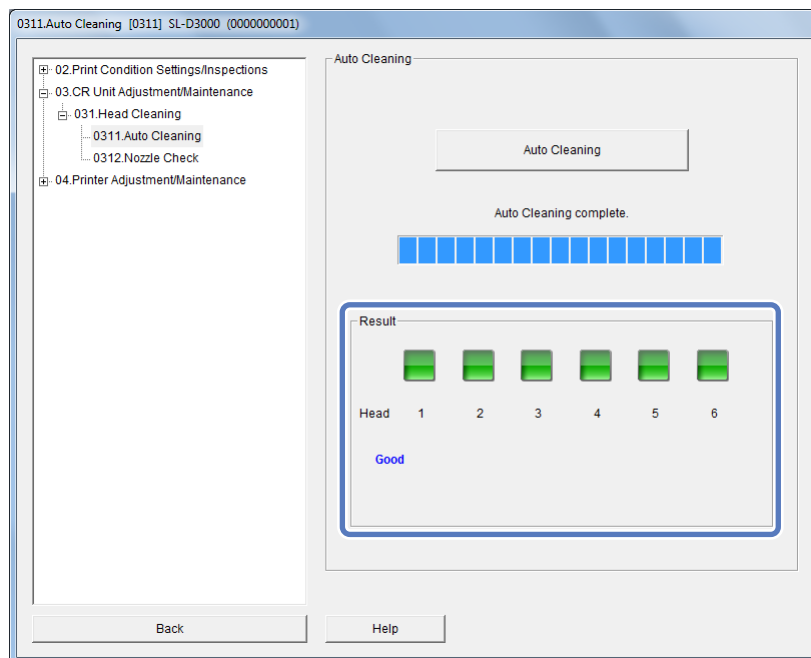 0311.Auto Cleaning [0311] SL-D3000 (0000000001)
02.Print Condition Settings/Inspections
03.CR Unit Adjustment/Maintenance
031.Head Cleaning
0311.Auto Cleaning
0312.Nozzle Check
04.Printer Adjustment/Maintenance
Auto Cleaning
Auto Cleaning
Auto Cleaning complete.
Result
Head 1 2 3 4 5 6
Good
Back
Help